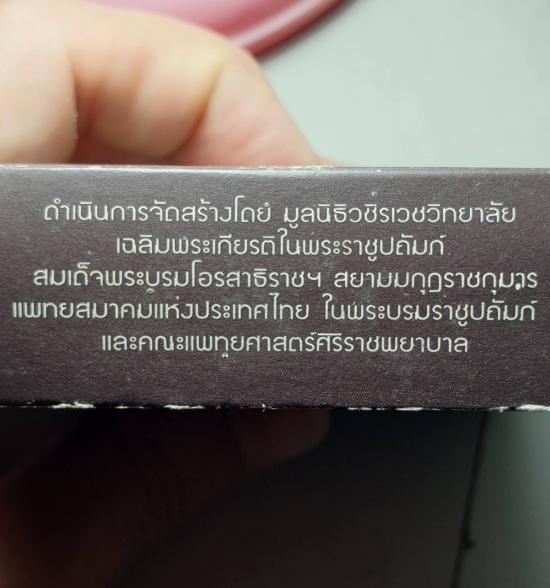 ดำเนินการจัดสร้างโดย มูลนิธิวชิรเวชวิทยาลัย
เฉลิมพระเกียรติในพระราชูปถัมภ์
สมเด็จพระบรมโอรสาธิราชฯ สยามมกุฎราชกุมาร
แพทยสมาคมแห่งประเทศไทย ในพระบรมราชูปถัมภ์
และคณะแพทยศาสตร์ศิริราชพยาบาล